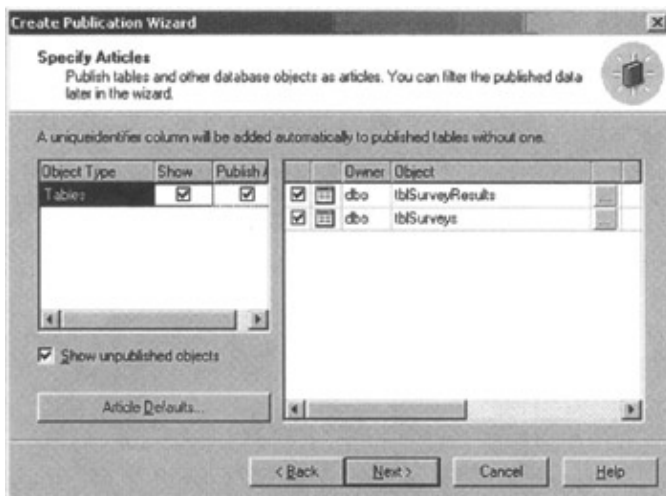 Create Publication Wizard
Specify Articles
Publish tables and other database objects as articles. You can filter the published data
later in the wizard.
A uniqueidentifier column will be added automatically to published tables without one.
Object Type Show Publish A
Tables
Owner Object
dbo tblSurveyResults
dbo tblSurveys
Show unpublished objects
Article Defaults...
< Back Next > Cancel Help